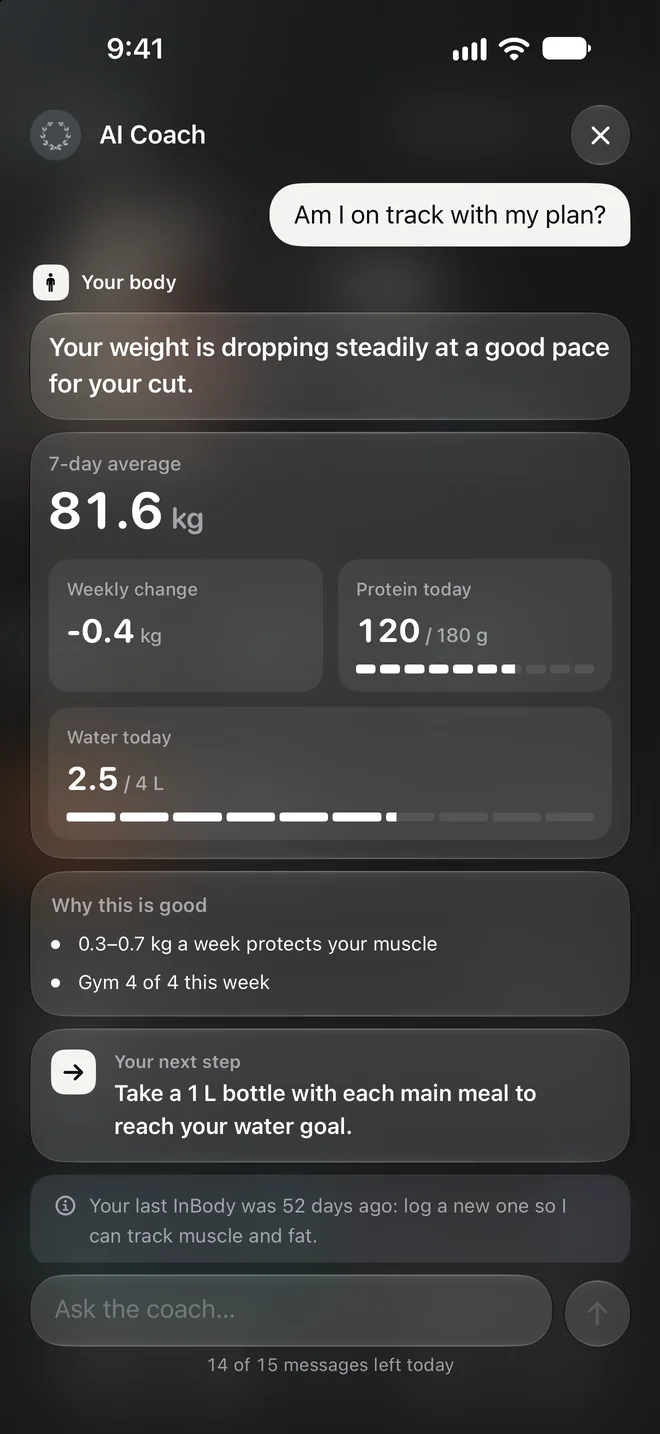 9:41
AI Coach
Am I on track with my plan?
Your body
Your weight is dropping steadily at a good pace
for your cut.
7-day average
81.6 kg
Weekly change
-0.4 kg
Protein today
120 / 180 g
Water today
2.5 / 4 L
Why this is good
• 0.3–0.7 kg a week protects your muscle
• Gym 4 of 4 this week
Your next step
Take a 1 L bottle with each main meal to
reach your water goal.
Your last InBody was 52 days ago: log a new one so I
can track muscle and fat.
Ask the coach...
14 of 15 messages left today